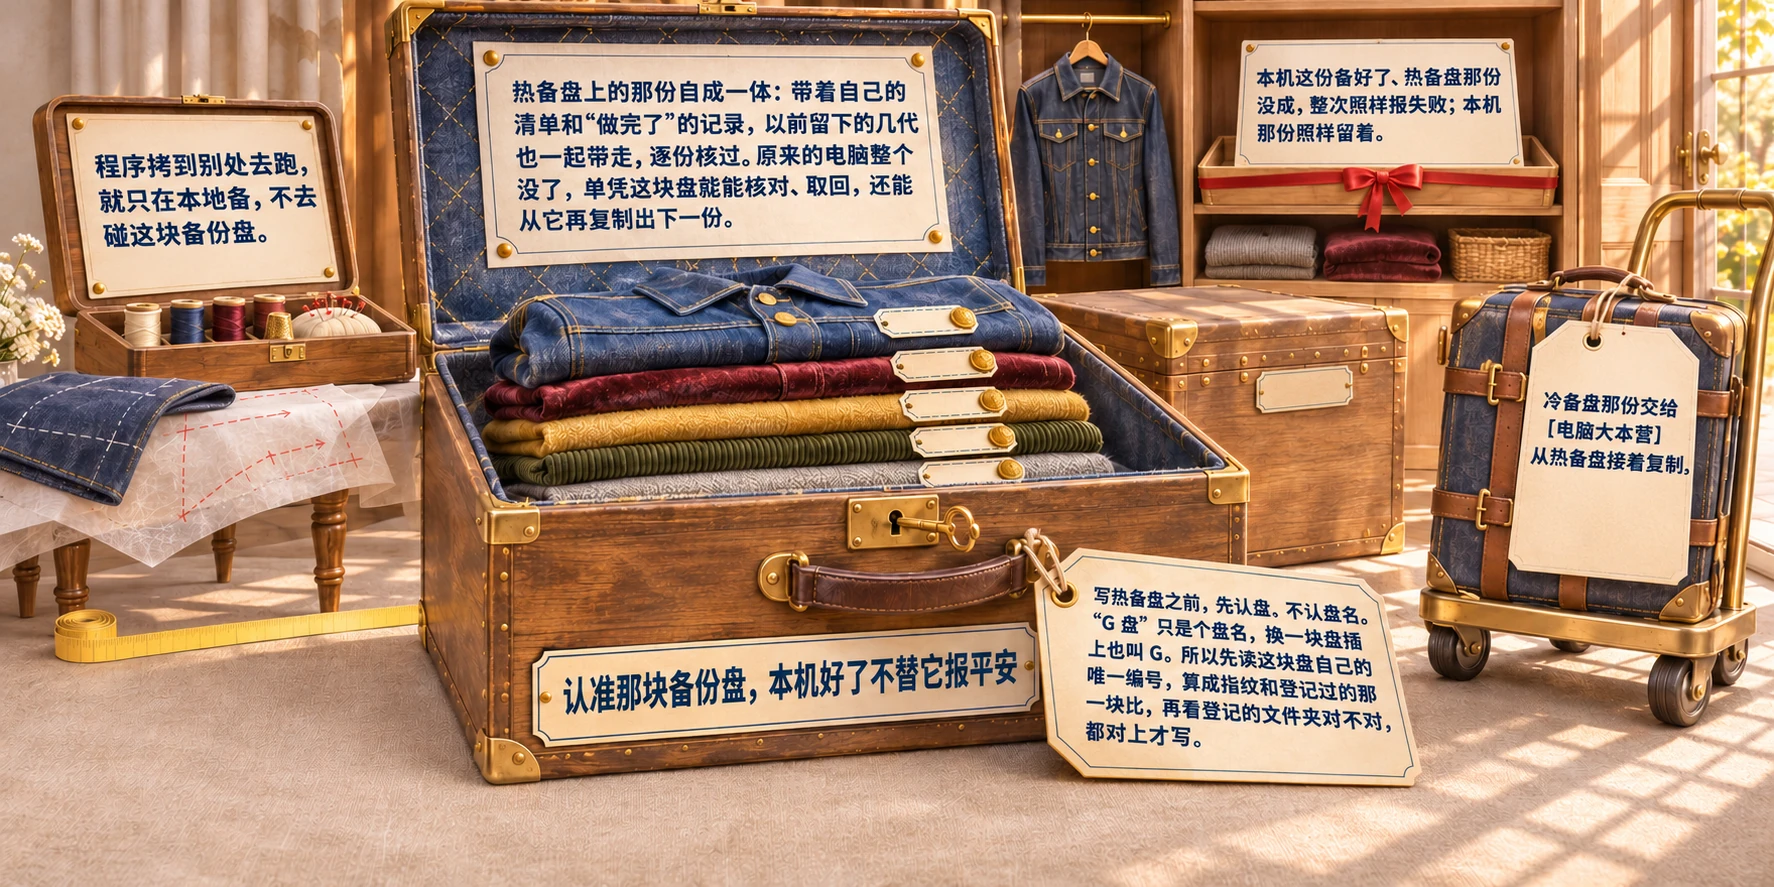 程序拷到别处去跑，
就只在本地备，不去
碰这块备份盘。
热备盘上的那份自成一体：带着自己的
清单和“做完了”的记录，以前留下的几代
也一起带走，逐份核过。原来的电脑整个
没了，单凭这块盘就能核对、取回，还能
从它再复制出下一份。
本机这份备好了、热备盘那份
没成，整次照样报失败；本机
那份照样留着。
冷备盘那份交给
［电脑大本营］
从热备盘接着复制。
写热备盘之前，先认盘。不认盘名。
“G 盘”只是个盘名，换一块盘插
上也叫 G。所以先读这块盘自己的
唯一编号，算成指纹和登记过的那
一块比，再看登记的文件夹对不对，
都对上才写。
认准那块备份盘，本机好了不替它报平安